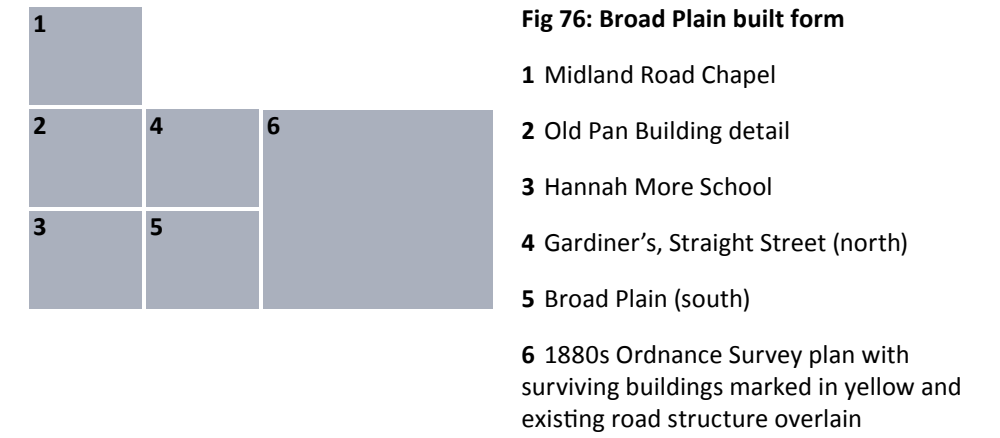 1
2
4
6
3
5
Fig 76: Broad Plain built form
1 Midland Road Chapel
2 Old Pan Building detail
3 Hannah More School
4 Gardiner’s, Straight Street (north)
5 Broad Plain (south)
6 1880s Ordnance Survey plan with
surviving buildings marked in yellow and
existing road structure overlain